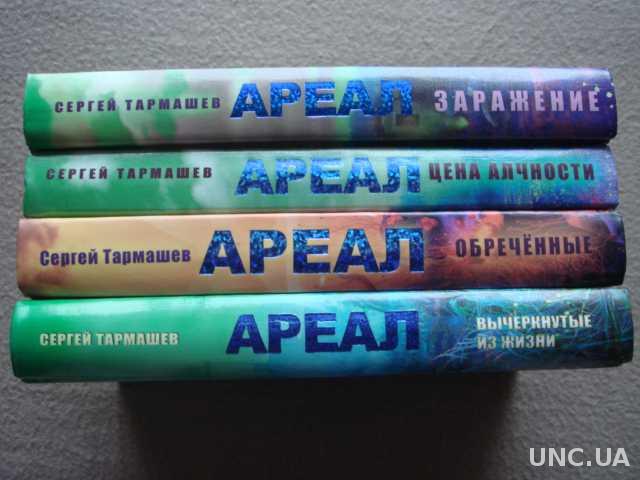 СЕРГЕЙ ТАРМАШЕВ АРЕАЛ ЗАРАЖЕНИЕ
СЕРГЕЙ ТАРМАШЕВ АРЕАЛ ЦЕНА АЛЧНОСТИ
Сергей Тармашев АРЕАЛ ОБРЕЧЁННЫЕ
СЕРГЕЙ ТАРМАШЕВ АРЕАЛ ВЫЧЕРКНУТЫЕ
ИЗ ЖИЗНИ
UNC.UA